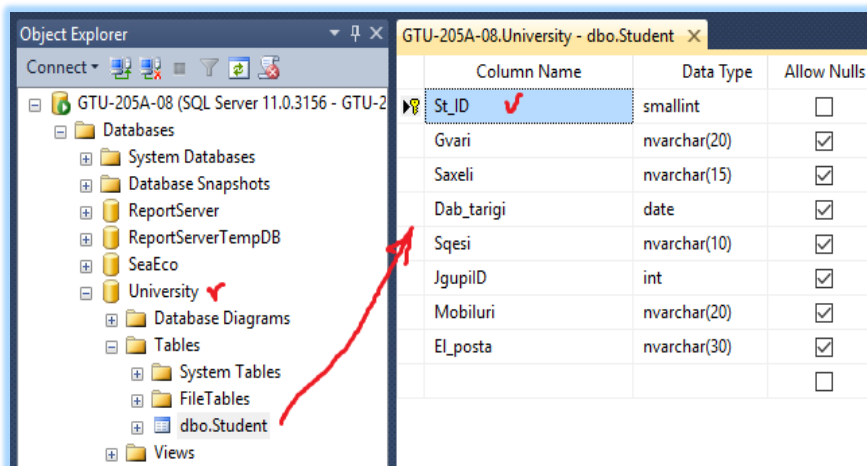 Object Explorer
Connect
GTU-205A-08 (SQL Server 11.0.3156 - GTU-2
Databases
System Databases
Database Snapshots
ReportServer
ReportServerTempDB
SeaEco
University
Database Diagrams
Tables
System Tables
FileTables
dbo.Student
Views
GTU-205A-08.University - dbo.Student
Column Name Data Type Allow Nulls
St_ID smallint
Gvari nvarchar(20)
Saxeli nvarchar(15)
Dab_tarigi date
Sqesi nvarchar(10)
JgupiID int
Mobiluri nvarchar(20)
El_posta nvarchar(30)